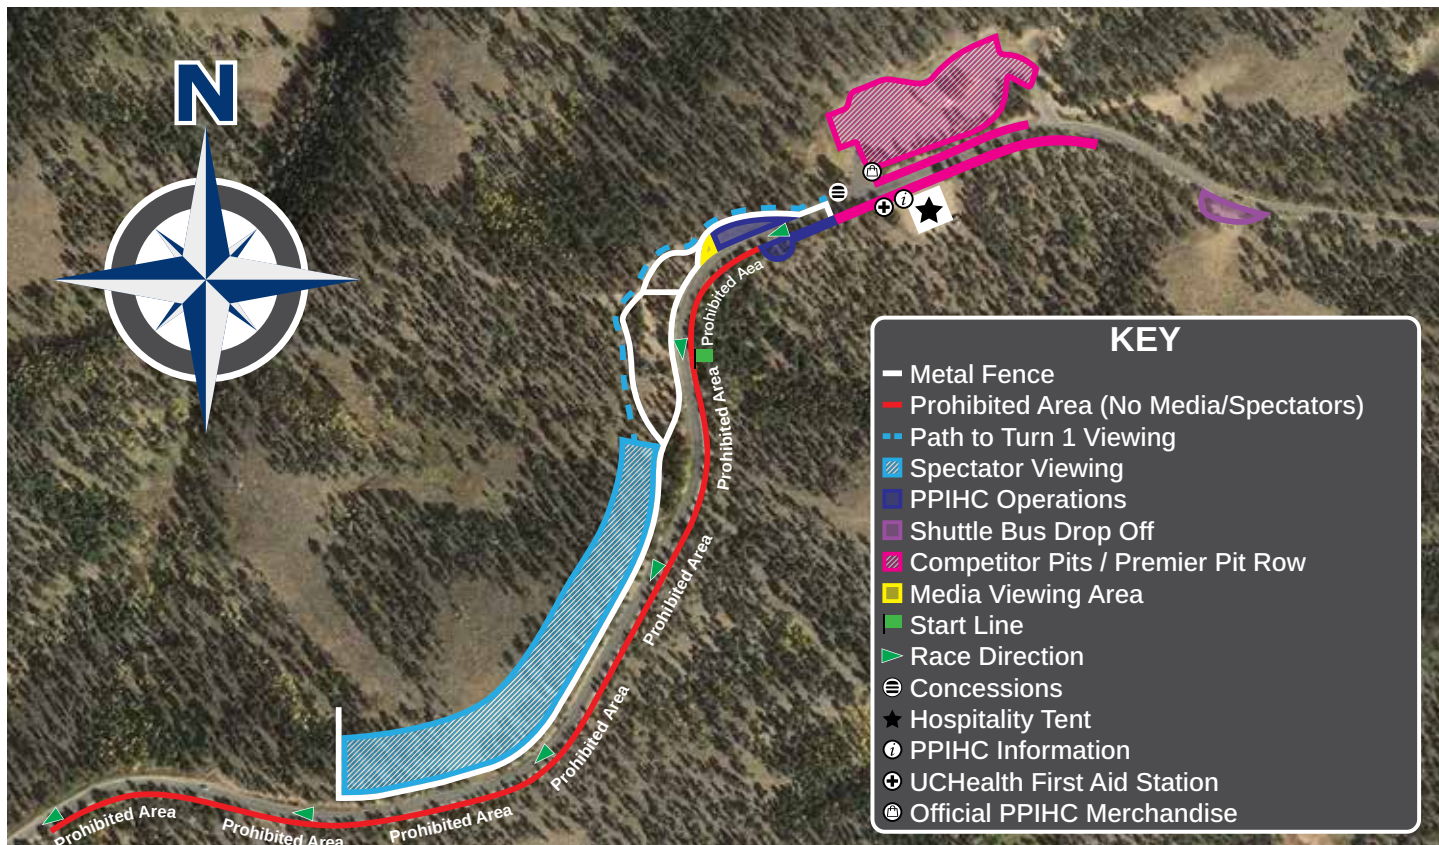 N
Prohibited Aea
Prohibited Area
Prohibited Area
Prohibited Area
Prohibited Area
Prohibited Area
Prohibited Area
KEY
Metal Fence
Prohibited Area (No Media/Spectators)
Path to Turn 1 Viewing
Spectator Viewing
PPIHC Operations
Shuttle Bus Drop Off
Competitor Pits / Premier Pit Row
Media Viewing Area
Start Line
Race Direction
Concessions
Hospitality Tent
i PPIHC Information
UCHealth First Aid Station
Official PPIHC Merchandise
i